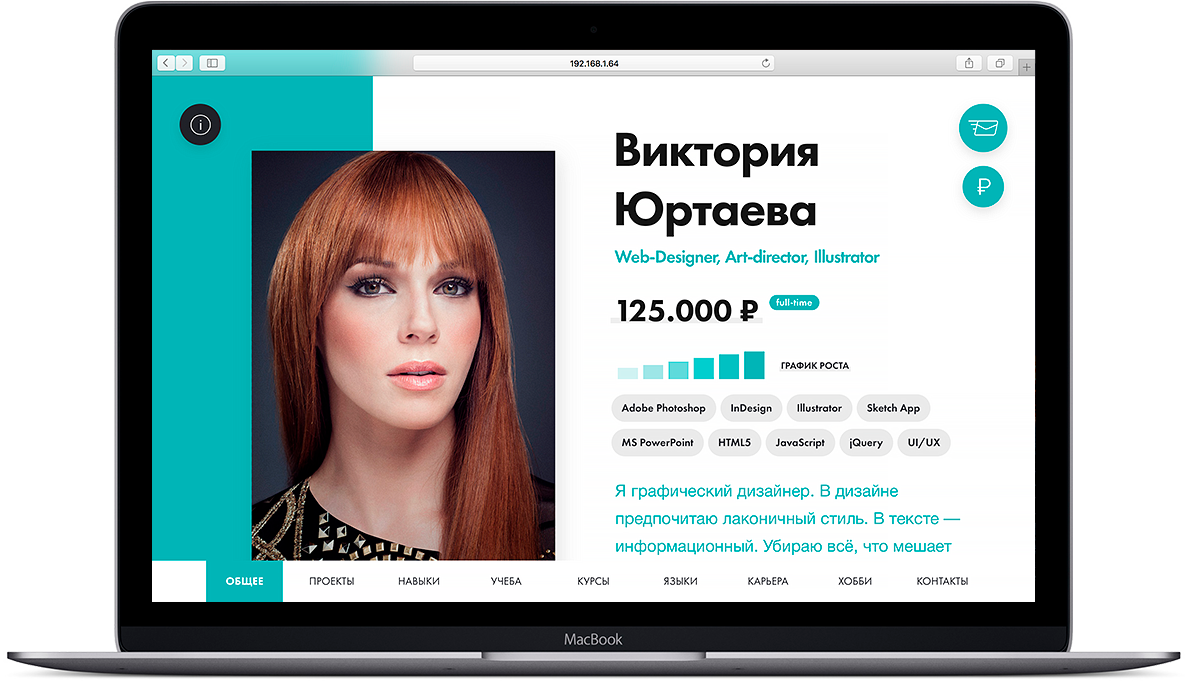 192.168.1.64
Виктория
Юртаева
Web-Designer, Art-director, Illustrator
125.000 ₽ full-time
ГРАФИК РОСТА
Adobe Photoshop InDesign Illustrator Sketch App
MS PowerPoint HTML5 JavaScript jQuery UI/UX
Я графический дизайнер. В дизайне
предпочитаю лаконичный стиль. В тексте —
информационный. Убираю всё, что мешает
ОБЩЕЕ ПРОЕКТЫ НАВЫКИ УЧЕБА КУРСЫ ЯЗЫКИ КАРЬЕРА ХОББИ КОНТАКТЫ
MacBook